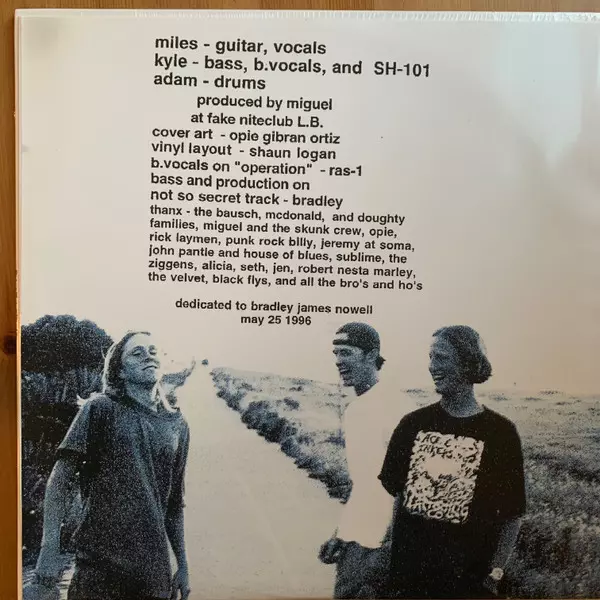 miles - guitar, vocals
kyle - bass, b.vocals, and SH-101
adam - drums
produced by miguel
at fake niteclub L.B.
cover art - opie gibran ortiz
vinyl layout - shaun logan
b.vocals on "operation" - ras-1
bass and production on
not so secret track - bradley
thanx - the bausch, mcdonald, and doughty
families, miguel and the skunk crew, opie,
rick laymen, punk rock billy, jeremy at soma,
john pantle and house of blues, sublime, the
ziggens, alicia, seth, jen, robert nesta marley,
the velvet, black flys, and all the bro's and ho's
dedicated to bradley james nowell
may 25 1996